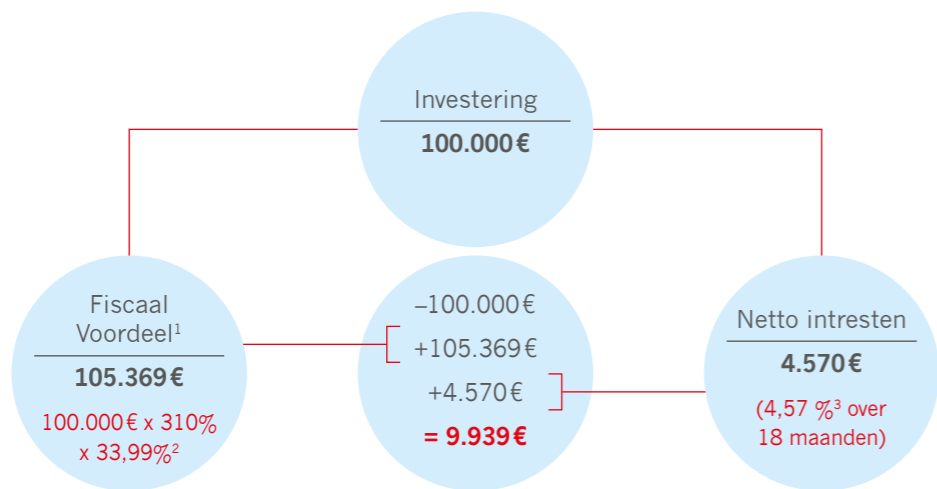 Investering
100.000 €
Fiscaal
Voordeel¹
105.369 €
100.000 € x 310%
x 33,99%²
–100.000 €
+105.369 €
+4.570 €
= 9.939 €
Netto intresten
4.570 €
(4,57 %³ over
18 maanden)